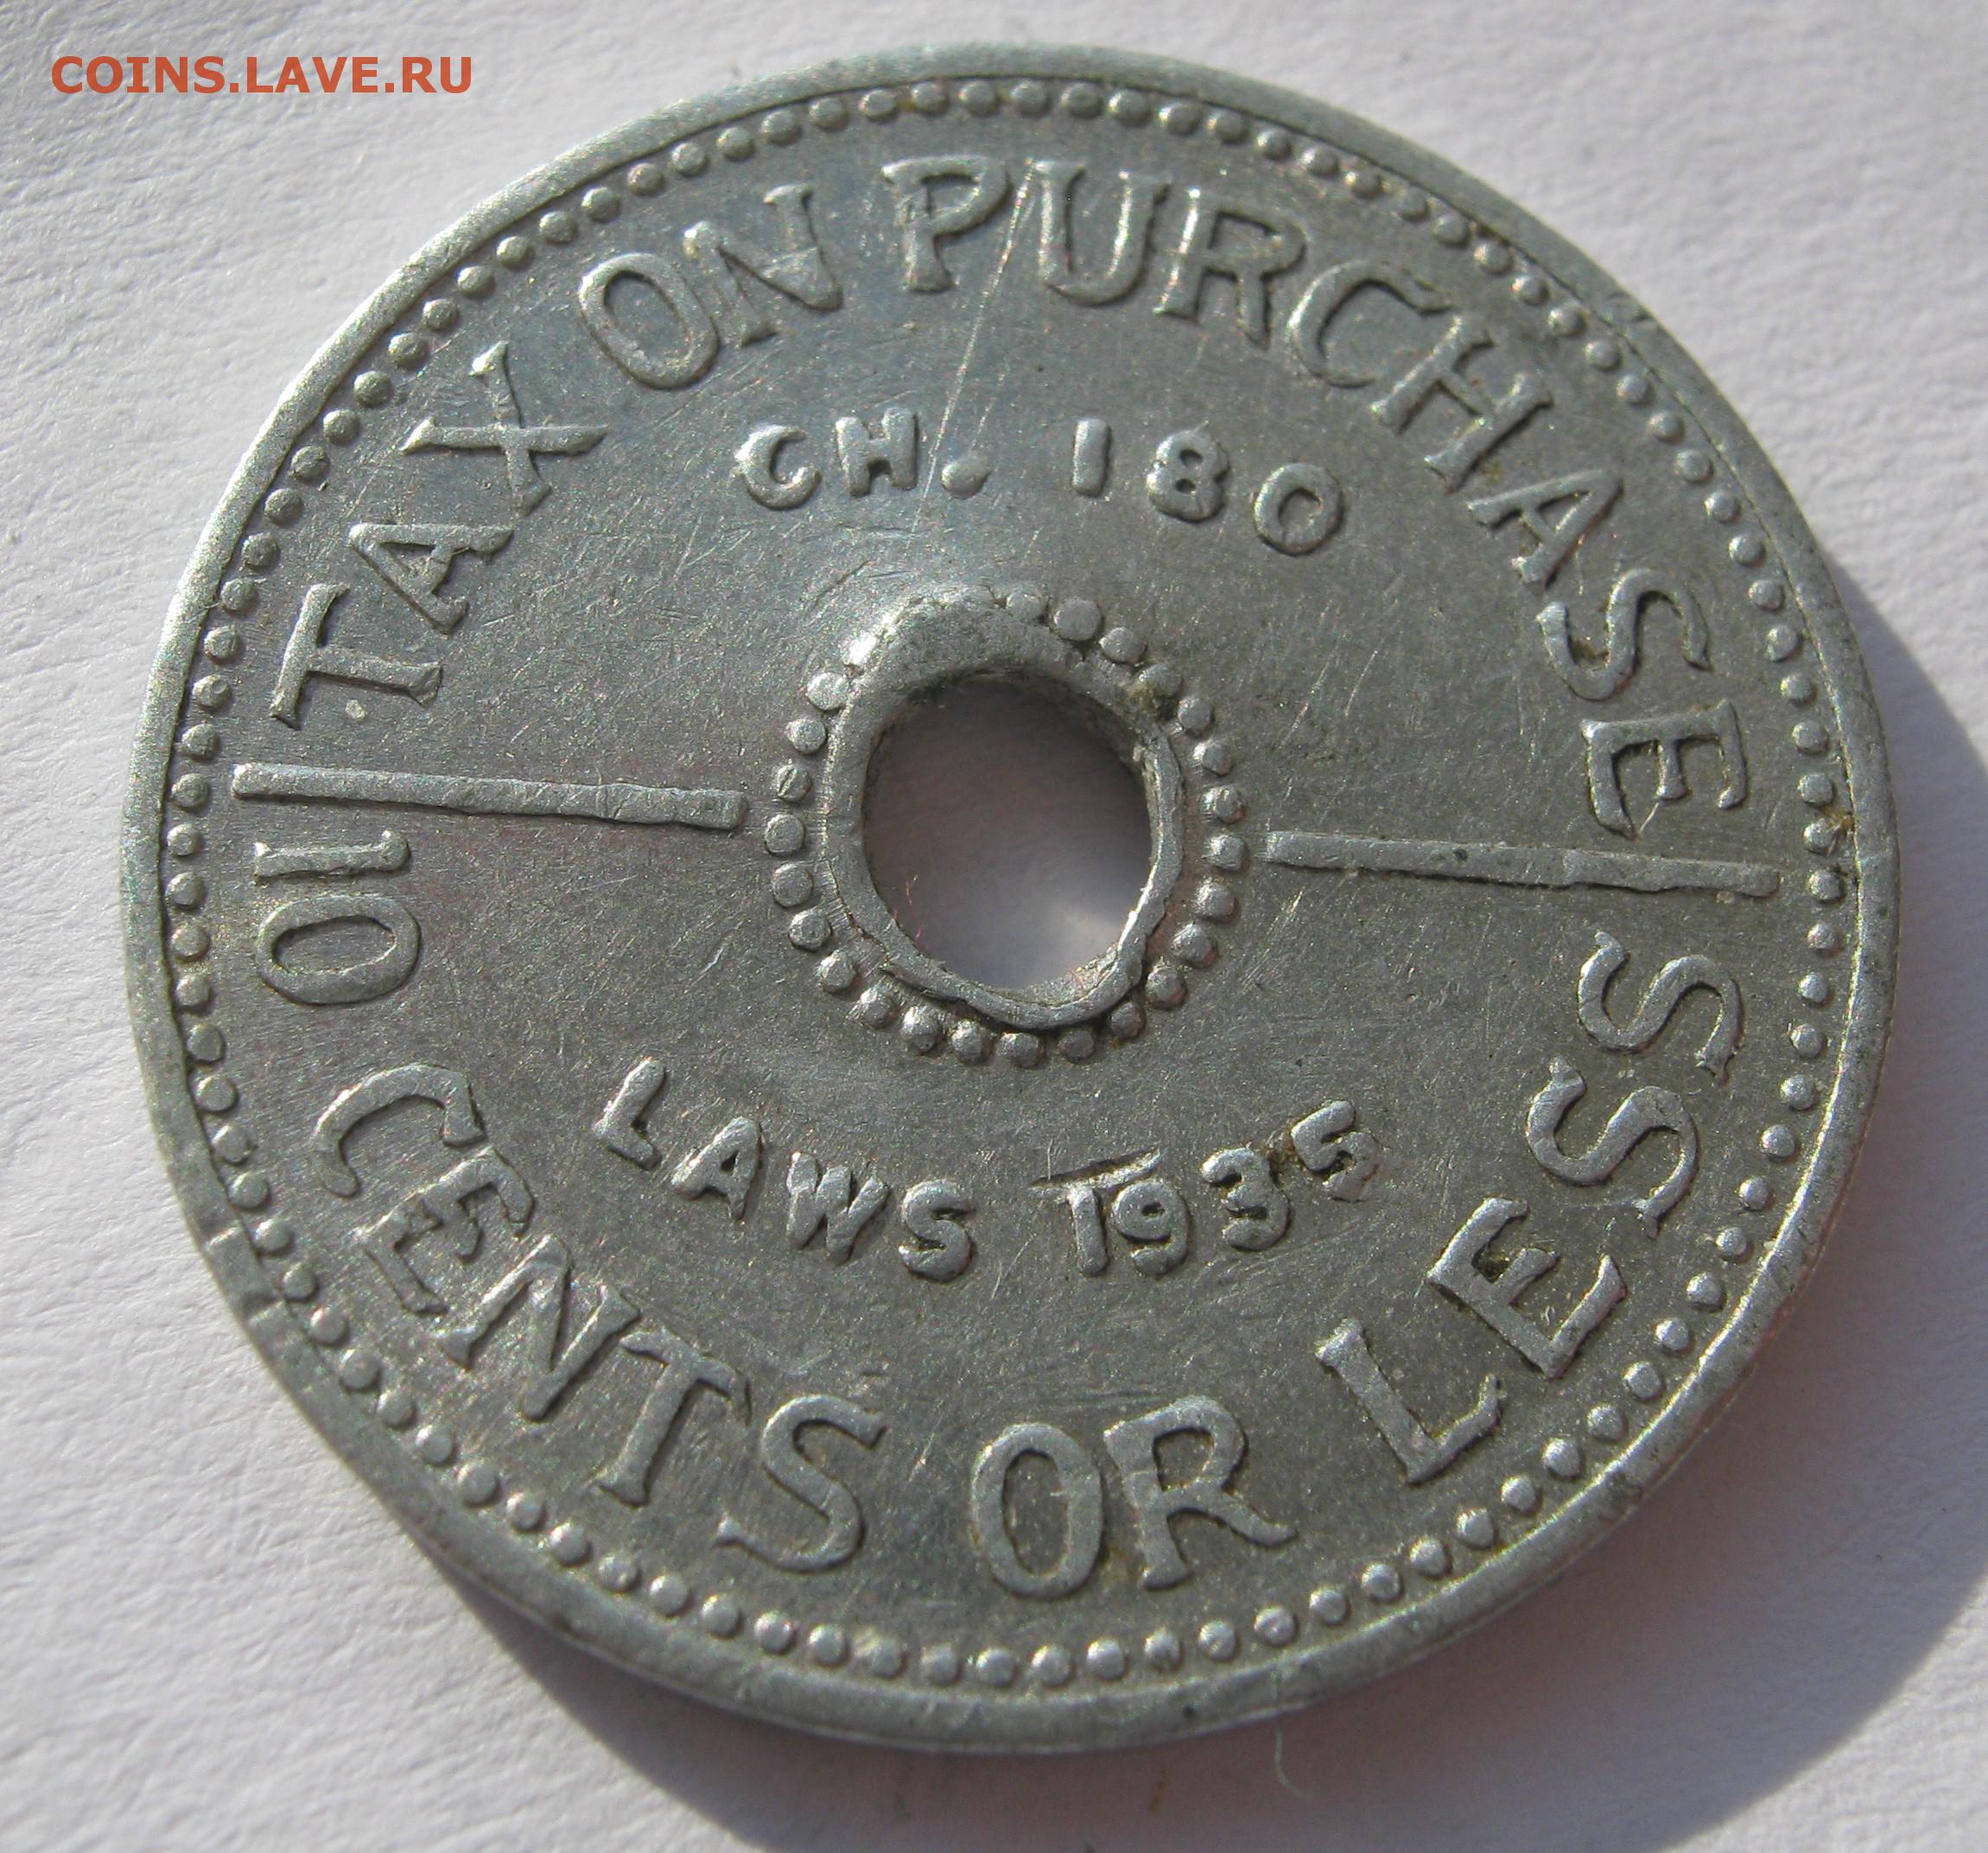 COINS.LAVE.RU
TAX ON PURCHASE
CH. 180
LAWS 1935
10 CENTS OR LESS